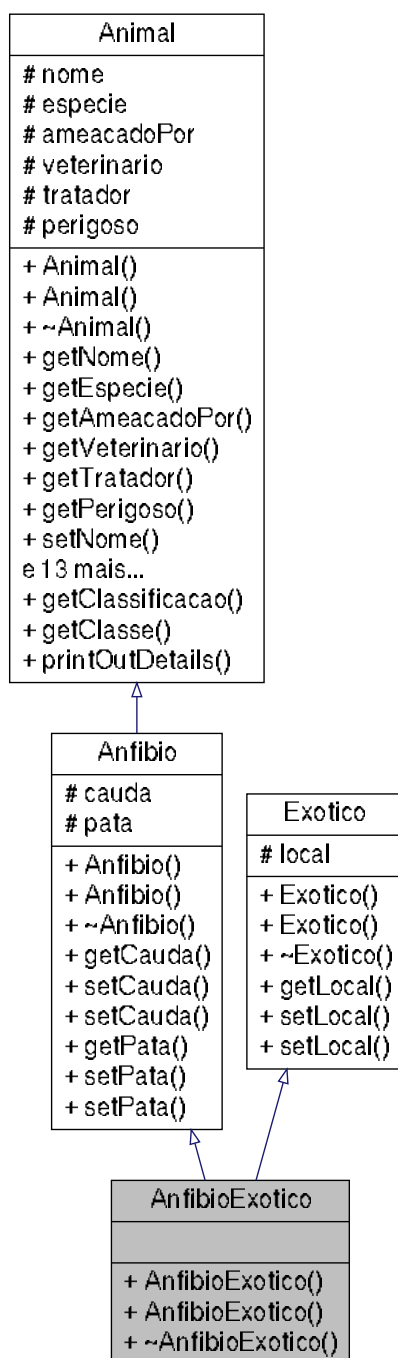 Animal
# nome
# especie
# ameacadoPor
# veterinario
# tratador
# perigoso
+ Animal()
+ Animal()
+ ~Animal()
+ getNome()
+ getEspecie()
+ getAmeacadoPor()
+ getVeterinario()
+ getTratador()
+ getPerigoso()
+ setNome()
e 13 mais...
+ getClassificacao()
+ getClasse()
+ printOutDetails()
Anfibio
# cauda
# pata
+ Anfibio()
+ Anfibio()
+ ~Anfibio()
+ getCauda()
+ setCauda()
+ setCauda()
+ getPata()
+ setPata()
+ setPata()
Exotico
# local
+ Exotico()
+ Exotico()
+ ~Exotico()
+ getLocal()
+ setLocal()
+ setLocal()
AnfibioExotico
+ AnfibioExotico()
+ AnfibioExotico()
+ ~AnfibioExotico()